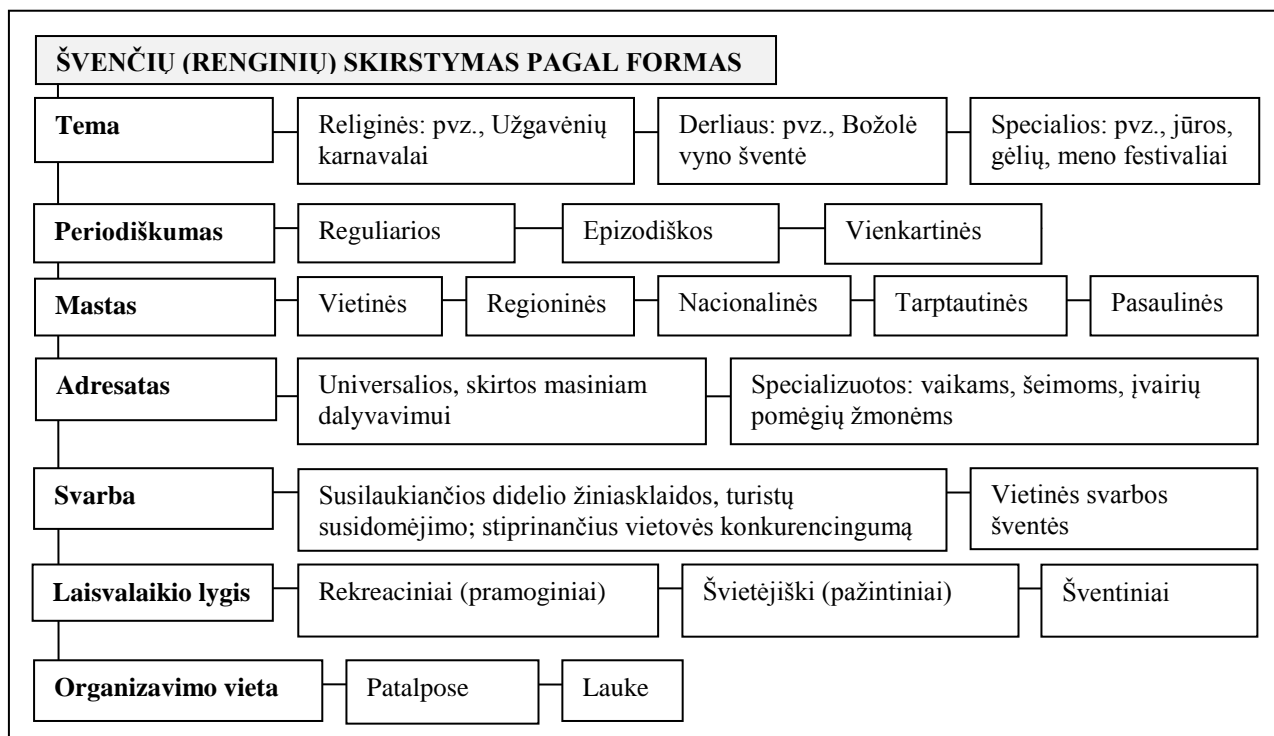 ŠVENČIŲ (RENGINIŲ) SKIRSTYMAS PAGAL FORMAS
Tema
Religinės: pvz., Užgavėnių
karnavalai
Derliaus: pvz., Božolė
vyno šventė
Specialios: pvz., jūros,
gėlių, meno festivaliai
Periodiškumas
Reguliarios
Epizodiškos
Vienkartinės
Mastas
Vietinės
Regioninės
Nacionalinės
Tarptautinės
Pasaulinės
Adresatas
Universalios, skirtos masiniam
dalyvavimui
Specializuotos: vaikams, šeimoms, įvairių
pomėgių žmonėms
Svarba
Susilaukiančios didelio žiniasklaidos, turistų
susidomėjimo; stiprinančius vietovės konkurencingumą
Vietinės svarbos
šventės
Laisvalaikio lygis
Rekreaciniai (pramoginiai)
Švietėjiški (pažintiniai)
Šventiniai
Organizavimo vieta
Patalpose
Lauke